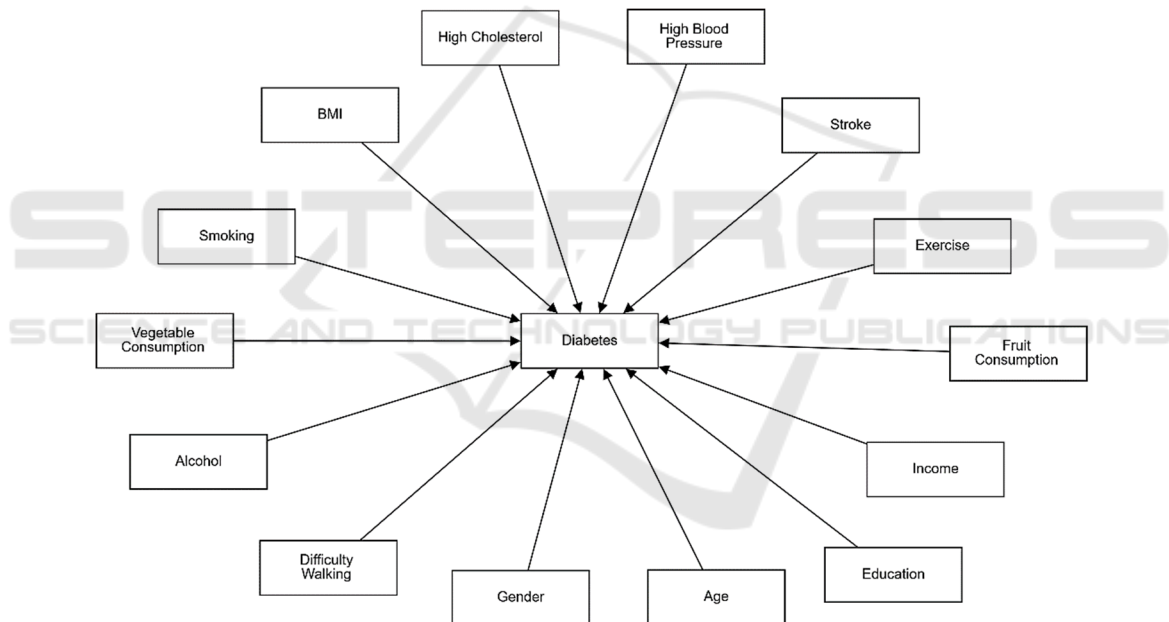 High Cholesterol
High Blood
Pressure
BMI
Stroke
Smoking
Exercise
SCITEPRESS
SCIENCE AND TECHNOLOGY PUBLICATIONS
Vegetable
Consumption
Diabetes
Fruit
Consumption
Alcohol
Income
Difficulty
Walking
Education
Gender
Age